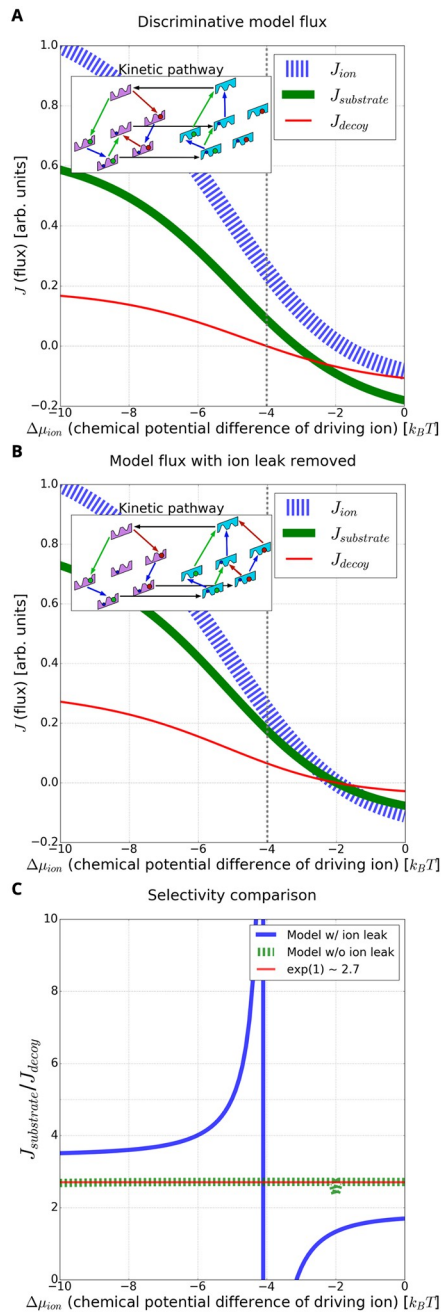 A
Discriminative model flux
1.0
0.8
0.6
0.4
0.2
0.0
−0.2
J (flux) [arb. units]
Kinetic pathway
J_ion
J_substrate
J_decoy
−10 −8 −6 −4 −2 0
Δμ_ion (chemical potential difference of driving ion) [k_BT]
B
Model flux with ion leak removed
1.0
0.8
0.6
0.4
0.2
0.0
−0.2
J (flux) [arb. units]
Kinetic pathway
J_ion
J_substrate
J_decoy
−10 −8 −6 −4 −2 0
Δμ_ion (chemical potential difference of driving ion) [k_BT]
C
Selectivity comparison
10
8
6
4
2
0
J_substrate/J_decoy
Model w/ ion leak
Model w/o ion leak
exp(1) ~ 2.7
−10 −8 −6 −4 −2 0
Δμ_ion (chemical potential difference of driving ion) [k_BT]